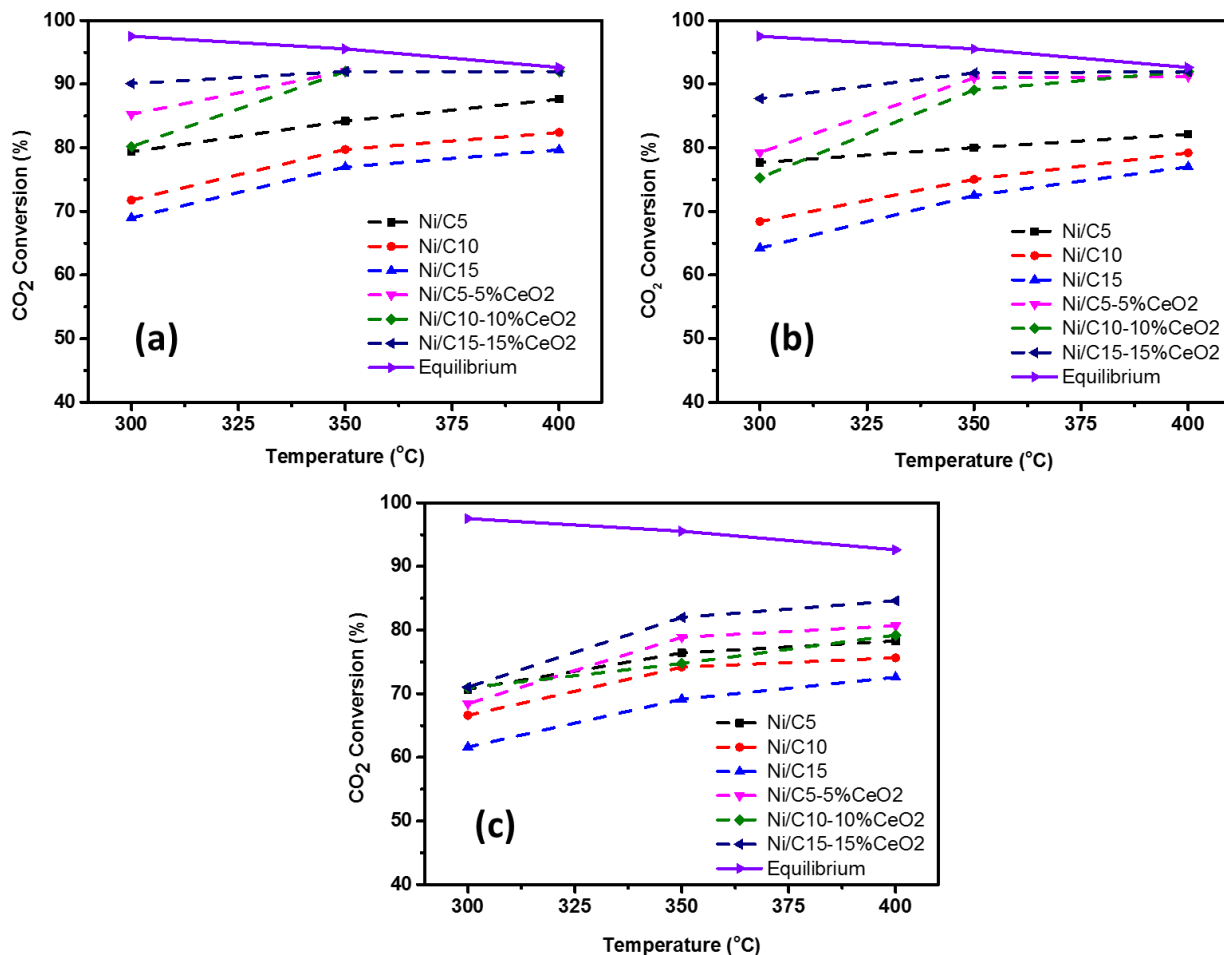 100
90
80
70
60
50
40
CO2 Conversion (%)
(a)
Ni/C5
Ni/C10
Ni/C15
Ni/C5-5%CeO2
Ni/C10-10%CeO2
Ni/C15-15%CeO2
Equilibrium
300 325 350 375 400
Temperature (oC)
100
90
80
70
60
50
40
CO2 Conversion (%)
(b)
Ni/C5
Ni/C10
Ni/C15
Ni/C5-5%CeO2
Ni/C10-10%CeO2
Ni/C15-15%CeO2
Equilibrium
300 325 350 375 400
Temperature (oC)
100
90
80
70
60
50
40
CO2 Conversion (%)
(c)
Ni/C5
Ni/C10
Ni/C15
Ni/C5-5%CeO2
Ni/C10-10%CeO2
Ni/C15-15%CeO2
Equilibrium
300 325 350 375 400
Temperature (oC)